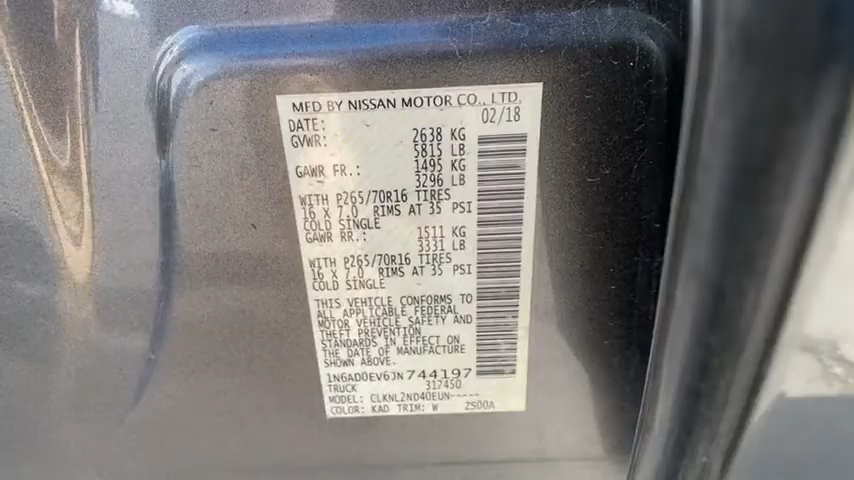 MFD BY NISSAN MOTOR CO., LTD.
DATE: 02/18
GVWR: 2638 KG
5815 LB
GAWR FR.: 1495 KG
3296 LB
WITH P265/70R16 TIRES
16 X 7.0 RIMS AT 35 PSI
COLD SINGLE
GAWR RR.: 1511 KG
3331 LB
WITH P265/70R16 TIRES
16 X 7.0 RIMS AT 35 PSI
COLD SINGLE
THIS VEHICLE CONFORMS TO
ALL APPLICABLE FEDERAL
MOTOR VEHICLE SAFETY AND
THEFT PREVENTION
STANDARDS IN EFFECT ON
THE DATE OF MANUFACTURE
SHOWN ABOVE.
1N6AD0EV6JN744197
TRUCK 317450
MODEL: CLKNL2ND40EUN-----
COLOR: KAD TRIM: W 2S00A